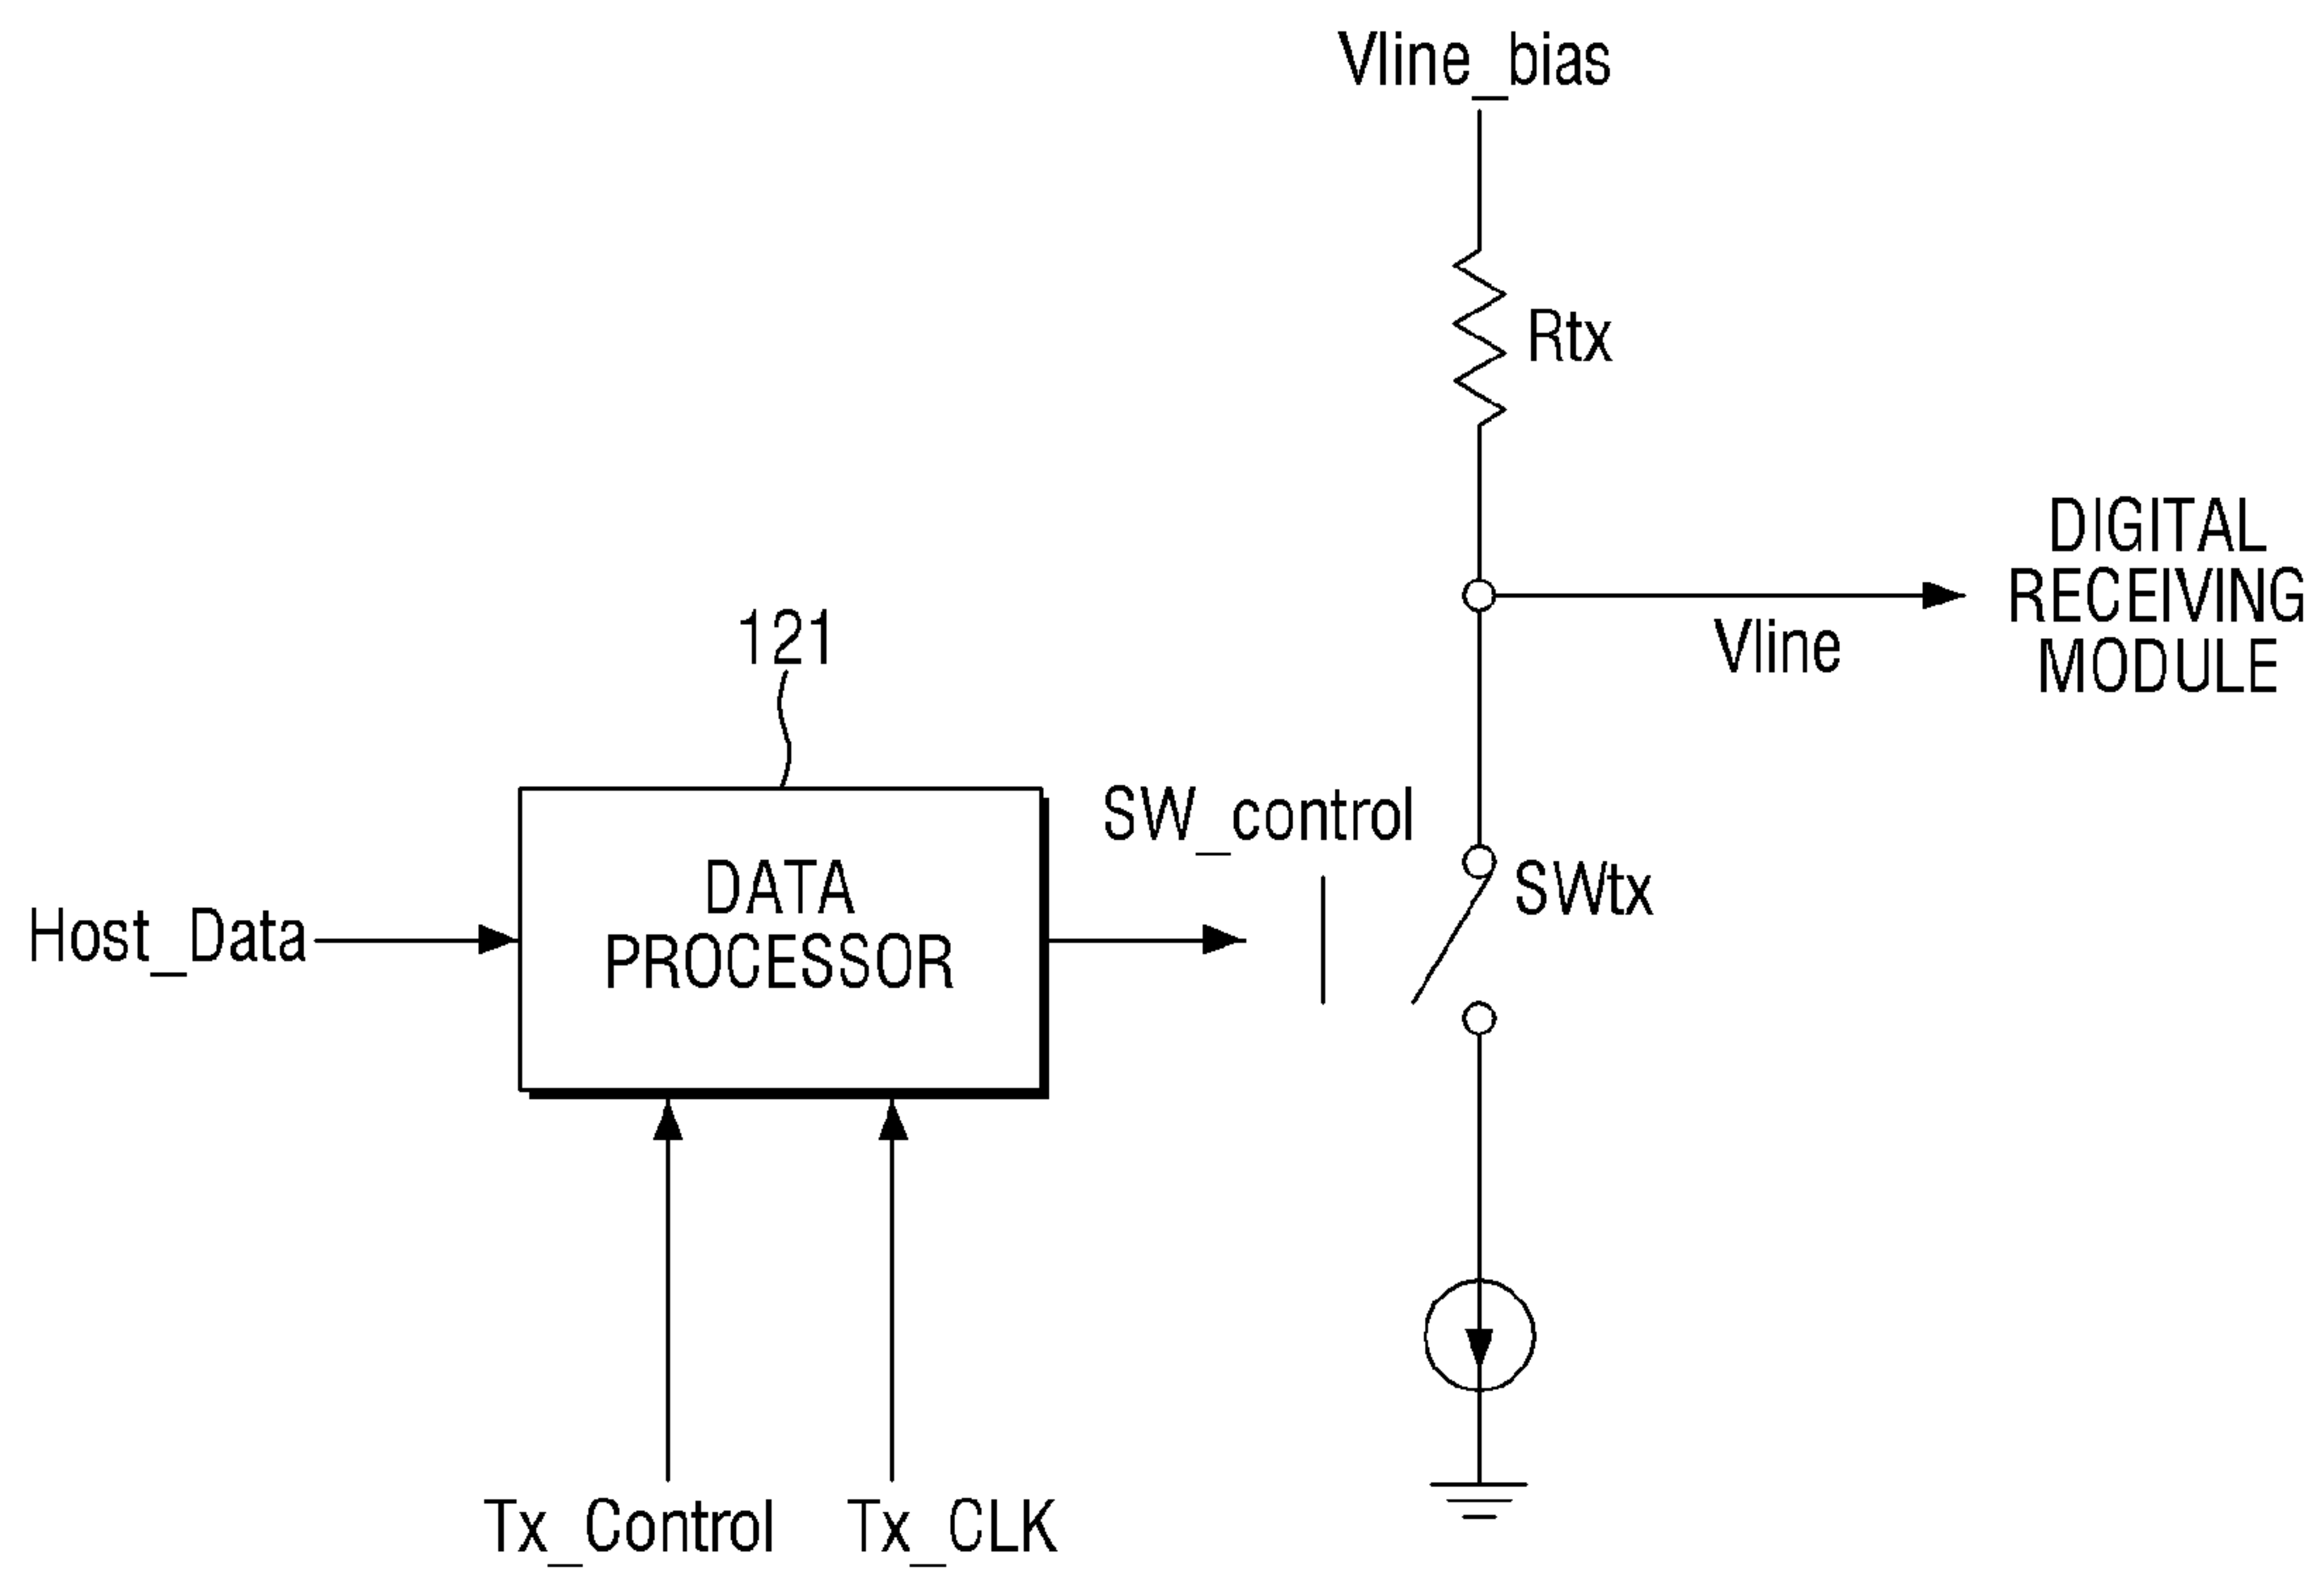 Vline_bias
Rtx
DIGITAL
RECEIVING
MODULE
Vline
121
SW_control
SWtx
DATA
PROCESSOR
Host_Data
Tx_Control
Tx_CLK